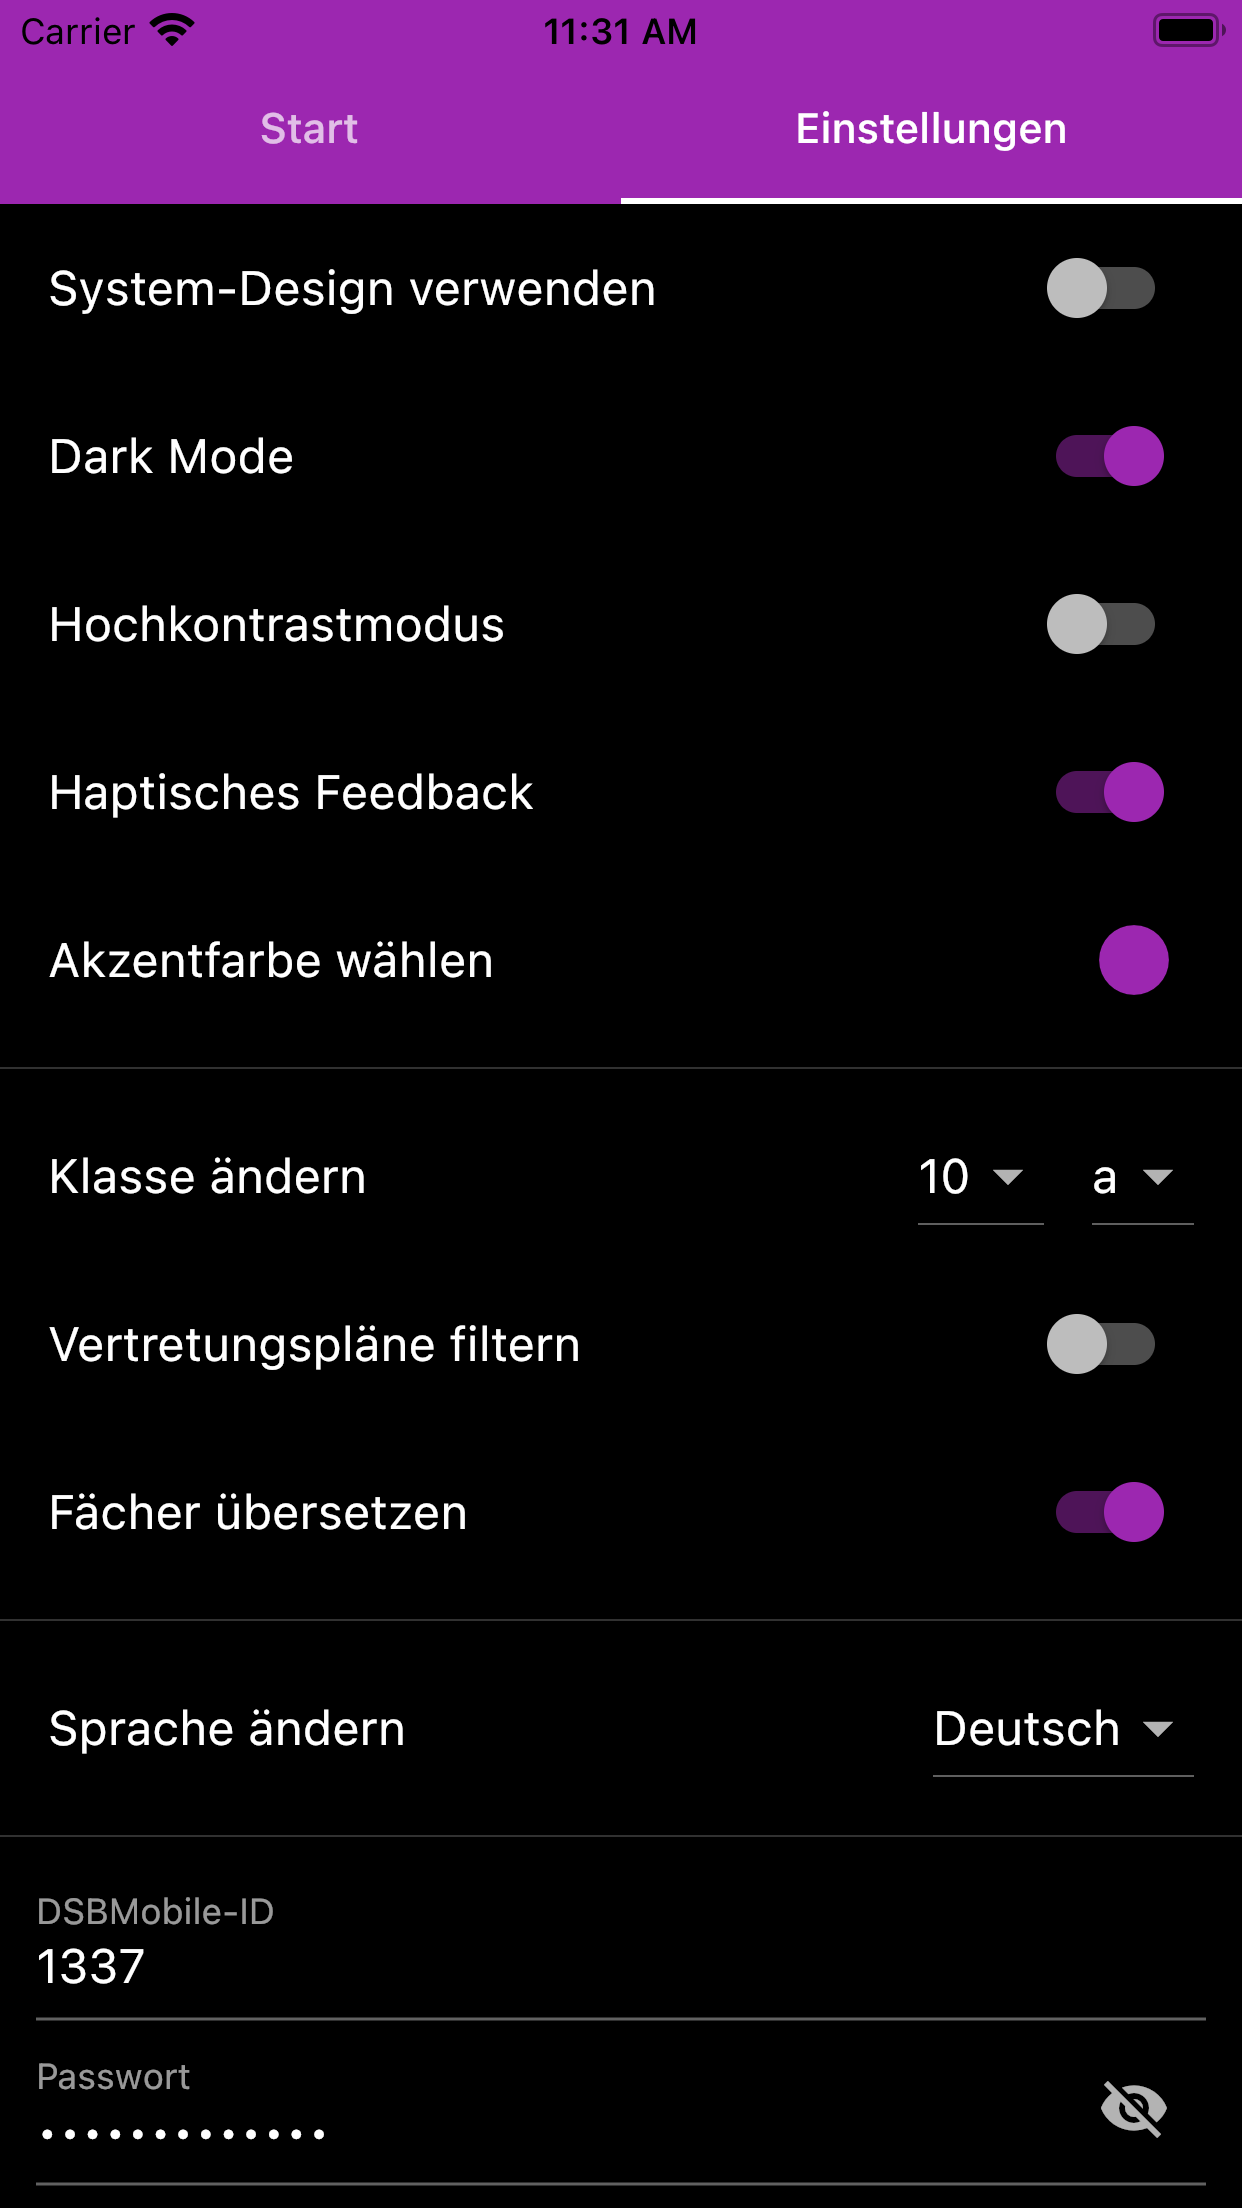 Carrier 11:31 AM
Start Einstellungen
System-Design verwenden
Dark Mode
Hochkontrastmodus
Haptisches Feedback
Akzentfarbe wählen
Klasse ändern 10 a
Vertretungspläne filtern
Fächer übersetzen
Sprache ändern Deutsch
DSBMobile-ID
1337
Passwort
•••••••••••••